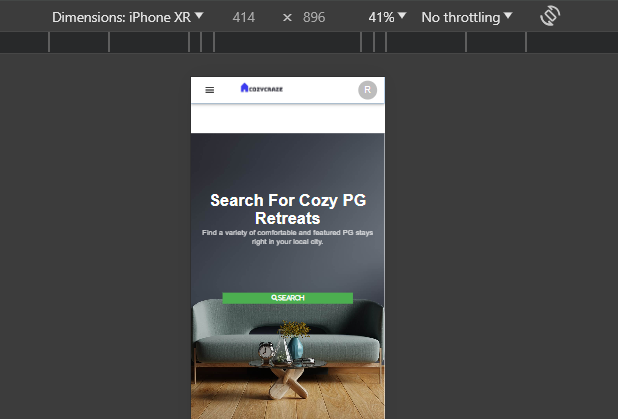 Dimensions: iPhone XR 414 × 896 41% No throttling
COZYCRAZE R
Search For Cozy PG
Retreats
Find a variety of comfortable and featured PG stays
right in your local city.
SEARCH